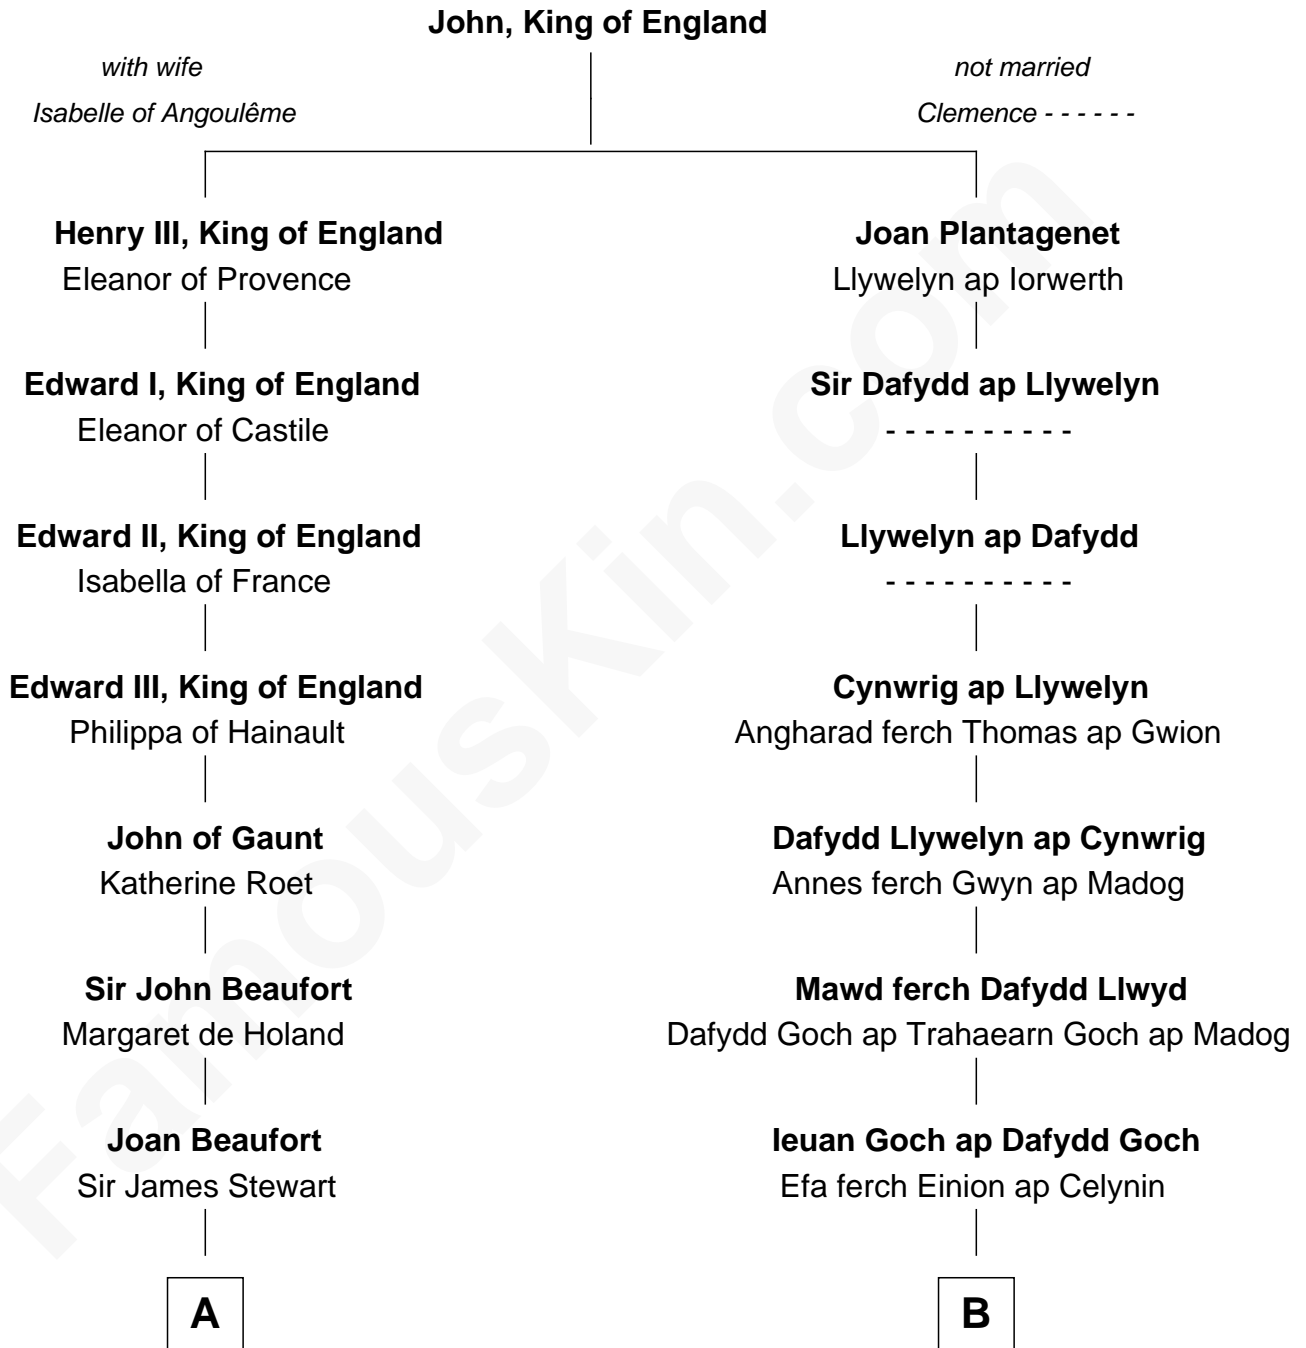 John, King of England
with wife
Isabelle of Angoulême
not married
Clemence - - - - - -
Henry III, King of England
Eleanor of Provence
Joan Plantagenet
Llywelyn ap Iorwerth
Edward I, King of England
Eleanor of Castile
Sir Dafydd ap Llywelyn
- - - - - - - - - -
Edward II, King of England
Isabella of France
Llywelyn ap Dafydd
- - - - - - - - - -
Edward III, King of England
Philippa of Hainault
Cynwrig ap Llywelyn
Angharad ferch Thomas ap Gwion
John of Gaunt
Katherine Roet
Dafydd Llywelyn ap Cynwrig
Annes ferch Gwyn ap Madog
Sir John Beaufort
Margaret de Holand
Mawd ferch Dafydd Llwyd
Dafydd Goch ap Trahaearn Goch ap Madog
Joan Beaufort
Sir James Stewart
Ieuan Goch ap Dafydd Goch
Efa ferch Einion ap Celynin
A
B
FamousKin.com